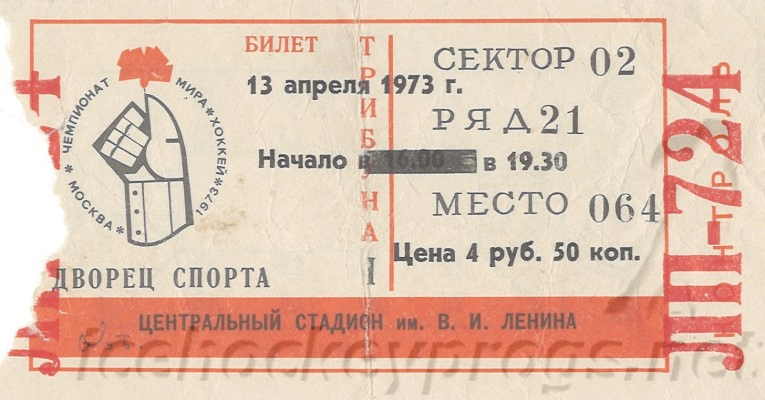 БИЛЕТ
13 апреля 1973 г.
Начало в 16.00 в 19.30
ТРИБУНА I
СЕКТОР 02
РЯД 21
МЕСТО 064
Цена 4 руб. 50 коп.
ЧЕМПИОНАТ МИРА * ХОККЕЙ * 1973 * МОСКВА *
ДВОРЕЦ СПОРТА
ЦЕНТРАЛЬНЫЙ СТАДИОН им. В. И. ЛЕНИНА
ЛП-724
КОНТРОЛЬ
icehockeyprogs.net